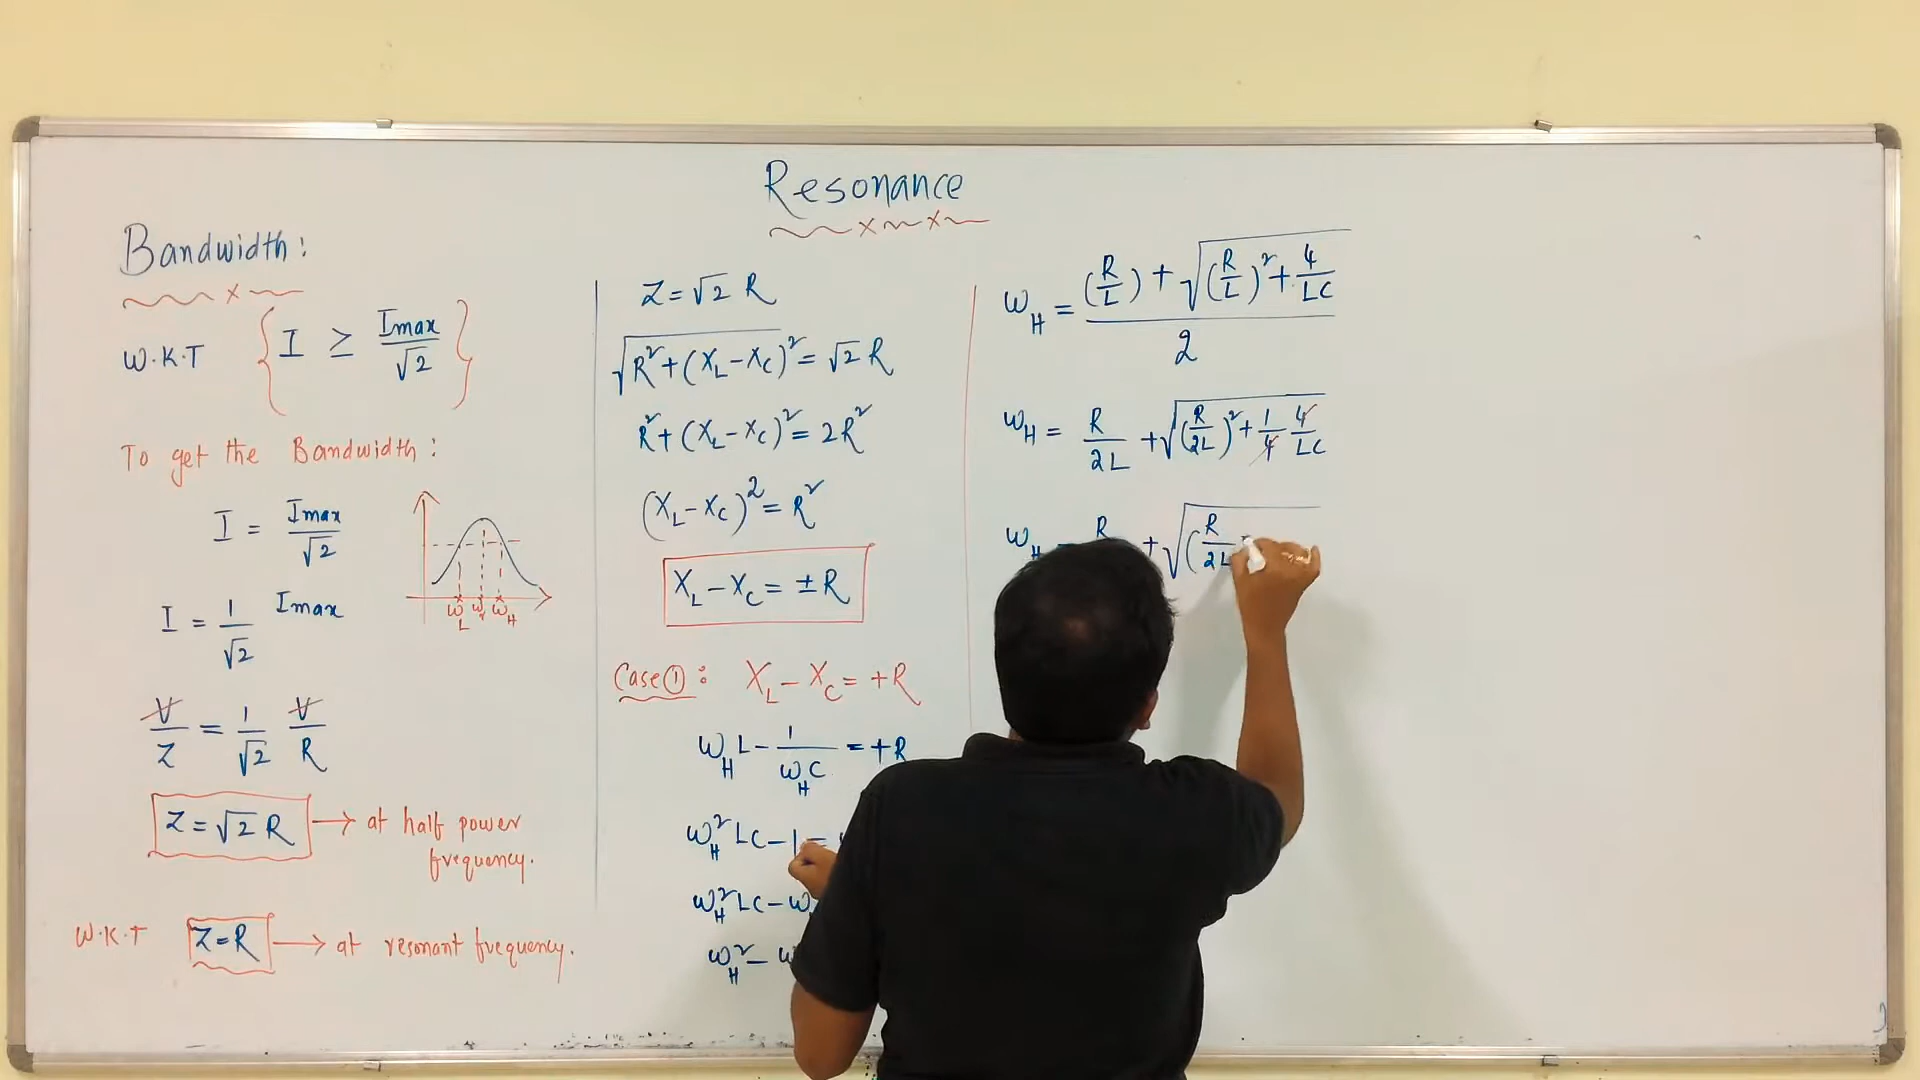 Resonance
Bandwidth:
W.K.T { I ≥ Imax/√2 }
To get the Bandwidth:
I = Imax/√2
ω_L ω_r ω_H
I = 1/√2 Imax
V/Z = 1/√2 V/R
Z = √2 R → at half power
frequency.
W.K.T Z=R → at resonant frequency.
Z = √2 R
√(R²+(X_L-X_C)²) = √2 R
R²+(X_L-X_C)² = 2R²
(X_L-X_C)² = R²
X_L-X_C = ±R
Case ①: X_L-X_C = +R
ω_H L - 1/(ω_H C) = +R
ω_H² LC - 1 =
ω_H² LC - ω
ω_H² - ω
ω_H = ((R/L) + √((R/L)² + 4/LC))/2
ω_H = R/2L + √((R/2L)² + 1/4 4/LC)
ω_H = R + √((R/2L